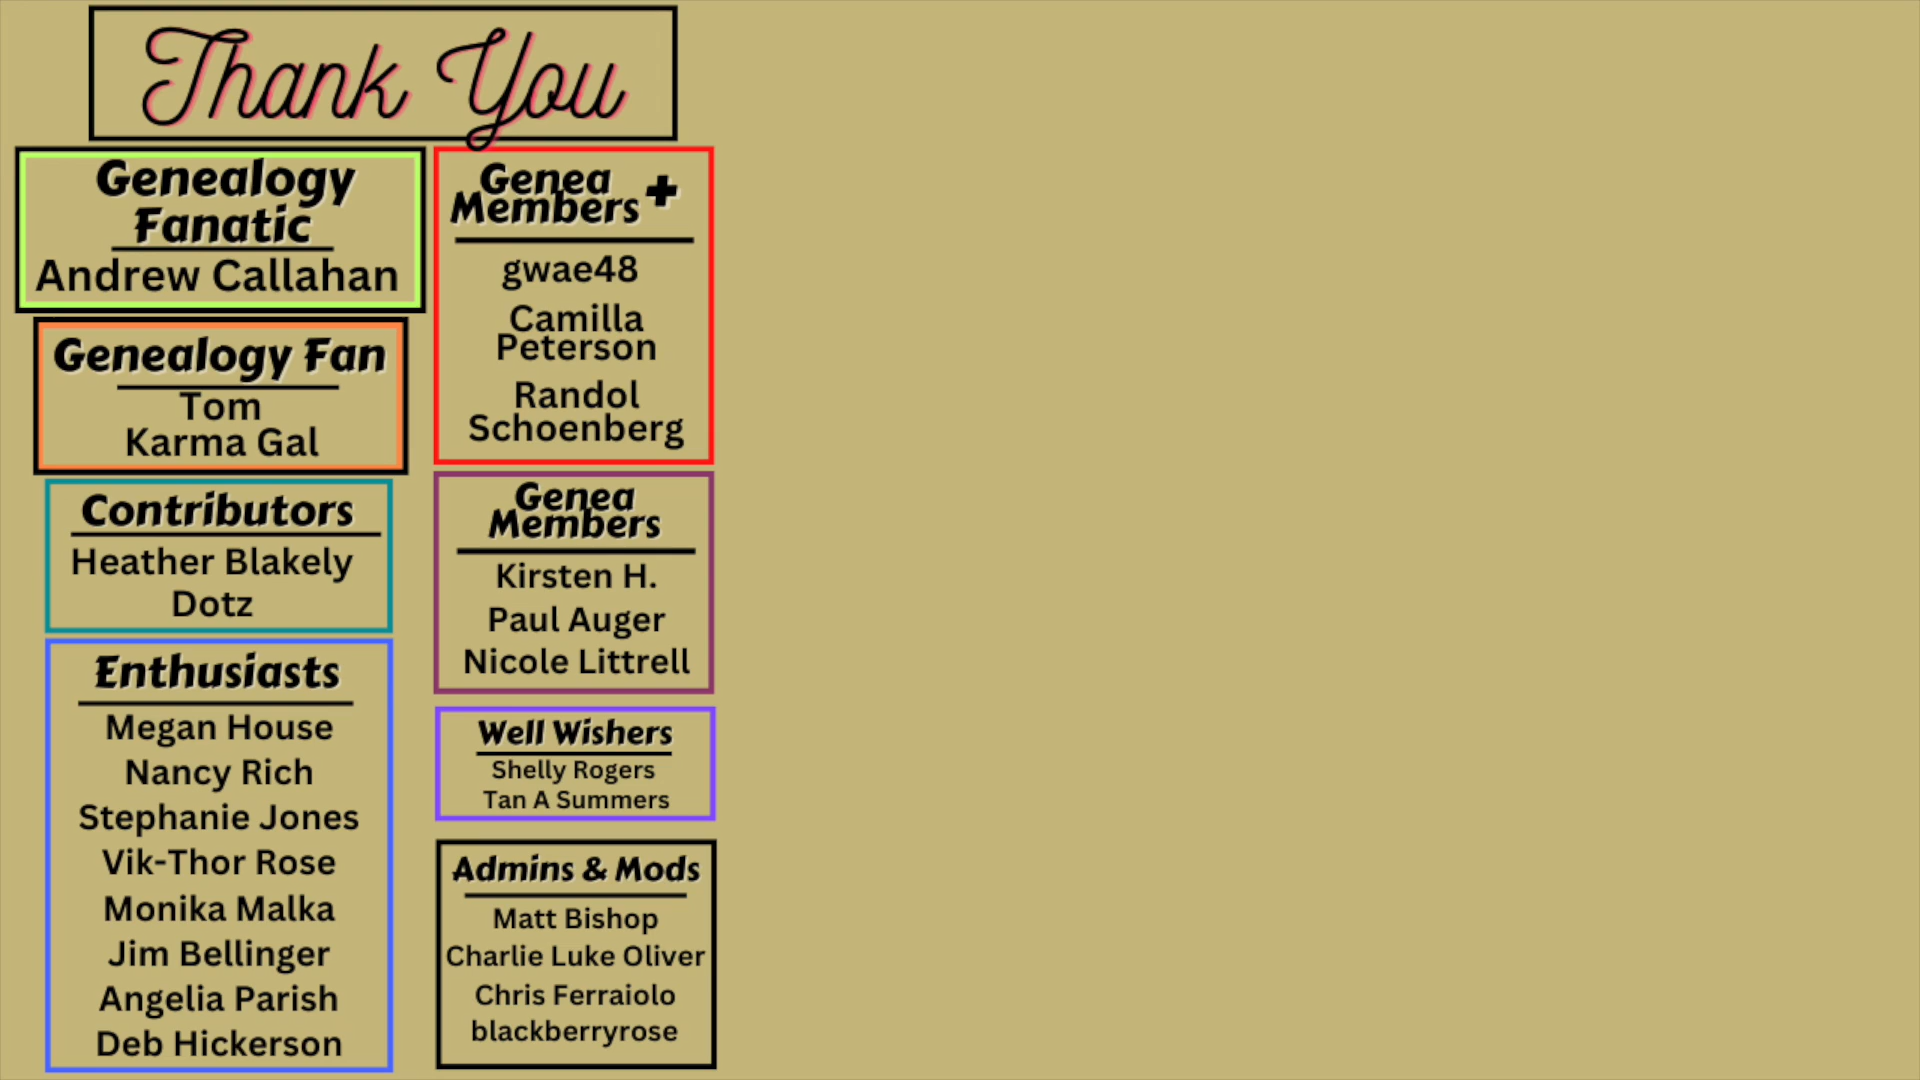 Thank You
Genealogy
Fanatic
Andrew Callahan
Genealogy Fan
Tom
Karma Gal
Contributors
Heather Blakely
Dotz
Enthusiasts
Megan House
Nancy Rich
Stephanie Jones
Vik-Thor Rose
Monika Malka
Jim Bellinger
Angelia Parish
Deb Hickerson
Genea
Members +
gwae48
Camilla
Peterson
Randol
Schoenberg
Genea
Members
Kirsten H.
Paul Auger
Nicole Littrell
Well Wishers
Shelly Rogers
Tan A Summers
Admins & Mods
Matt Bishop
Charlie Luke Oliver
Chris Ferraiolo
blackberryrose